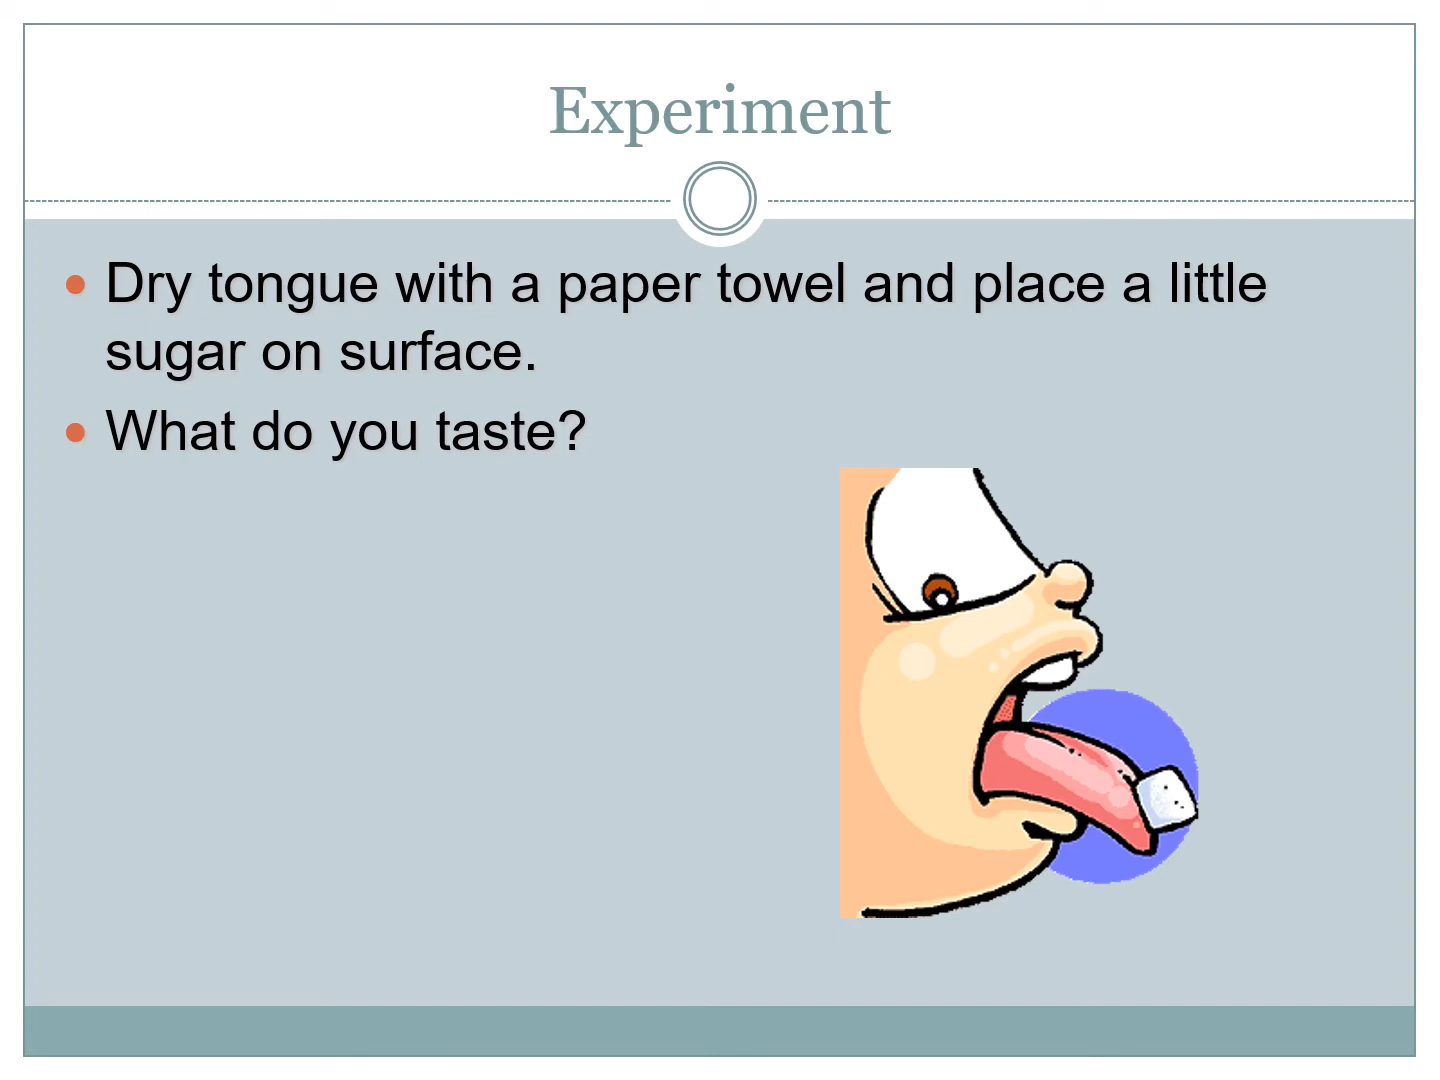 Experiment
Dry tongue with a paper towel and place a little
sugar on surface.
What do you taste?